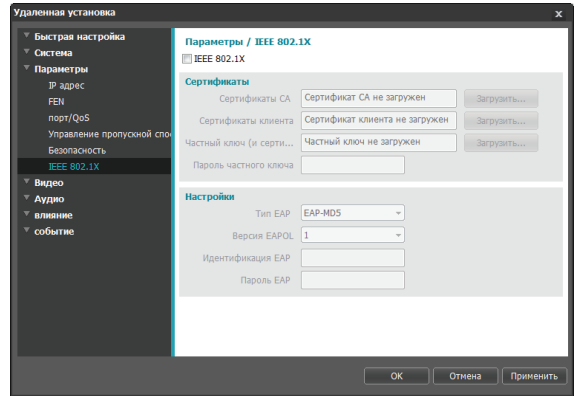 Удаленная установка
x
Быстрая настройка
Система
Параметры
IP адрес
FEN
порт/QoS
Управление пропускной спо
Безопасность
IEEE 802.1X
Видео
Аудио
влияние
событие
Параметры / IEEE 802.1X
IEEE 802.1X
Сертификаты
Сертификаты CA Сертификат CA не загружен Загрузить...
Сертификаты клиента Сертификат клиента не загружен Загрузить...
Частный ключ (и серти... Частный ключ не загружен Загрузить...
Пароль частного ключа
Настройки
Тип EAP EAP-MD5
Версия EAPOL 1
Идентификация EAP
Пароль EAP
OK Отмена Применить